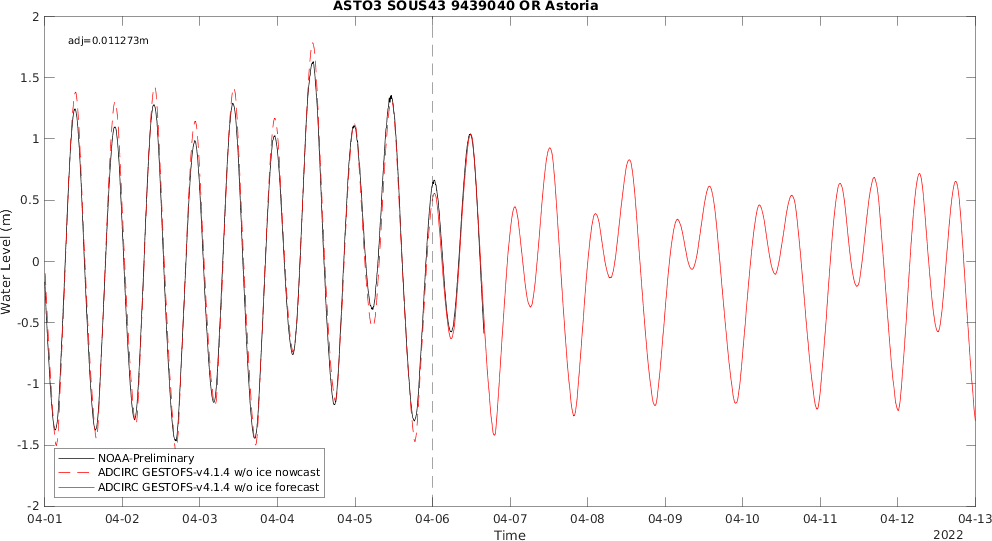 ASTO3 SOUS43 9439040 OR Astoria
adj=0.011273m
2
1.5
1
0.5
0
-0.5
-1
-1.5
-2
Water Level (m)
NOAA-Preliminary
ADCIRC GESTOFS-v4.1.4 w/o ice nowcast
ADCIRC GESTOFS-v4.1.4 w/o ice forecast
04-01 04-02 04-03 04-04 04-05 04-06 04-07 04-08 04-09 04-10 04-11 04-12 04-13
Time
2022